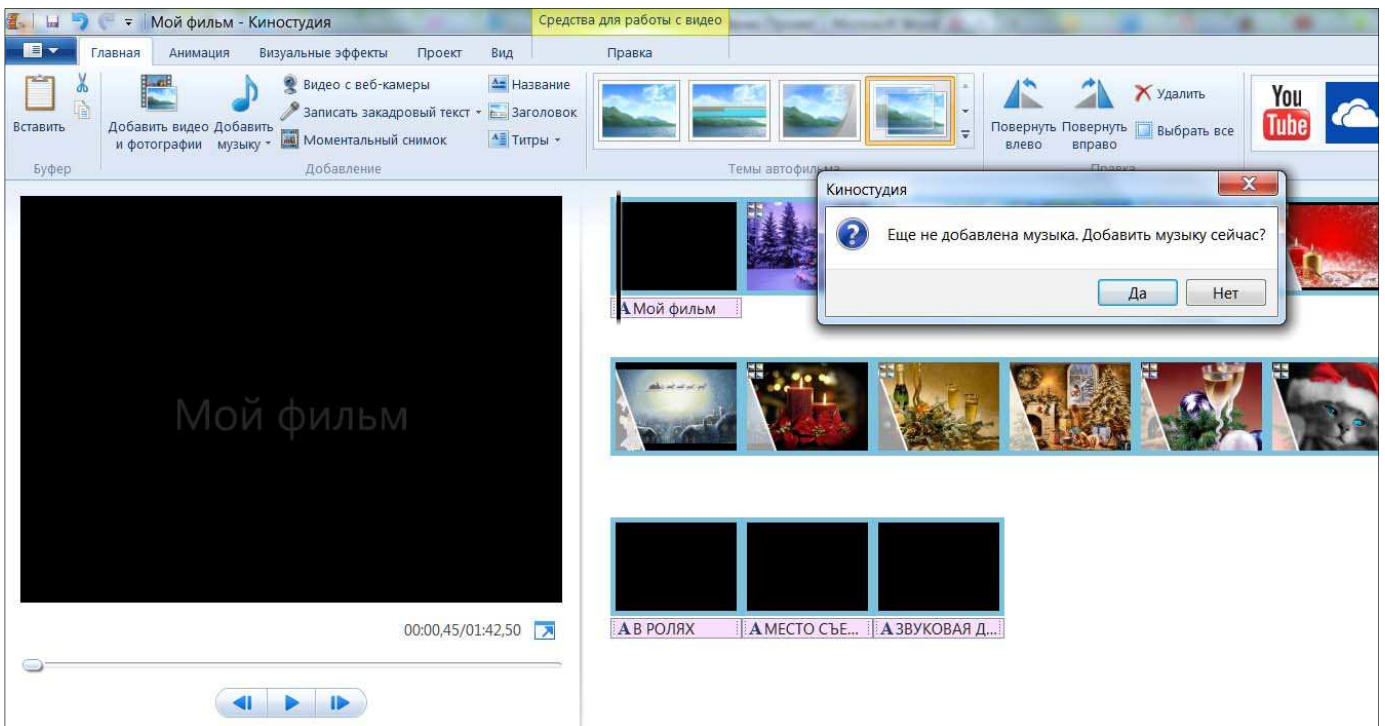 Мой фильм - Киностудия
Средства для работы с видео
Главная Анимация Визуальные эффекты Проект Вид Правка
Вставить
Буфер
Добавить видео и фотографии
Добавить музыку
Видео с веб-камеры
Записать закадровый текст
Моментальный снимок
Название
Заголовок
Титры
Добавление
Темы автофильма
Повернуть влево
Повернуть вправо
Удалить
Выбрать все
Правка
You Tube
Киностудия
Еще не добавлена музыка. Добавить музыку сейчас?
Да Нет
А Мой фильм
Мой фильм
А В РОЛЯХ
А МЕСТО СЪЕ...
А ЗВУКОВАЯ Д...
00:00,45/01:42,50